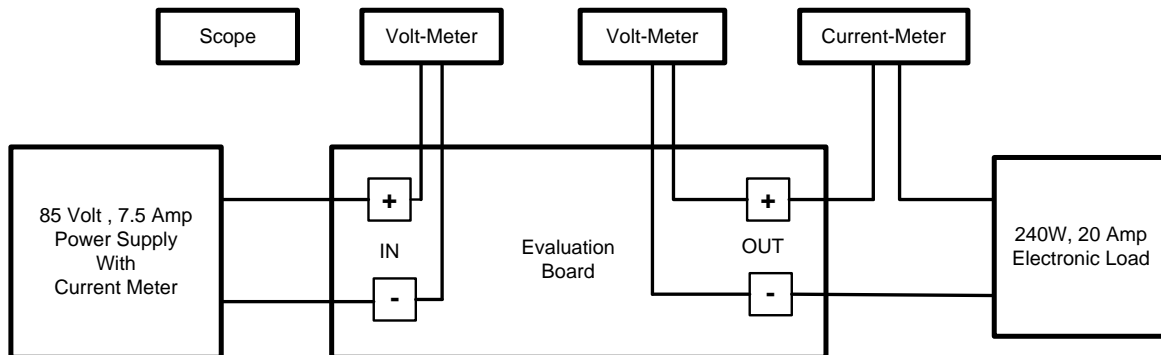 Scope
Volt-Meter
Volt-Meter
Current-Meter
85 Volt , 7.5 Amp
Power Supply
With
Current Meter
+
IN
-
Evaluation
Board
+
OUT
-
240W, 20 Amp
Electronic Load